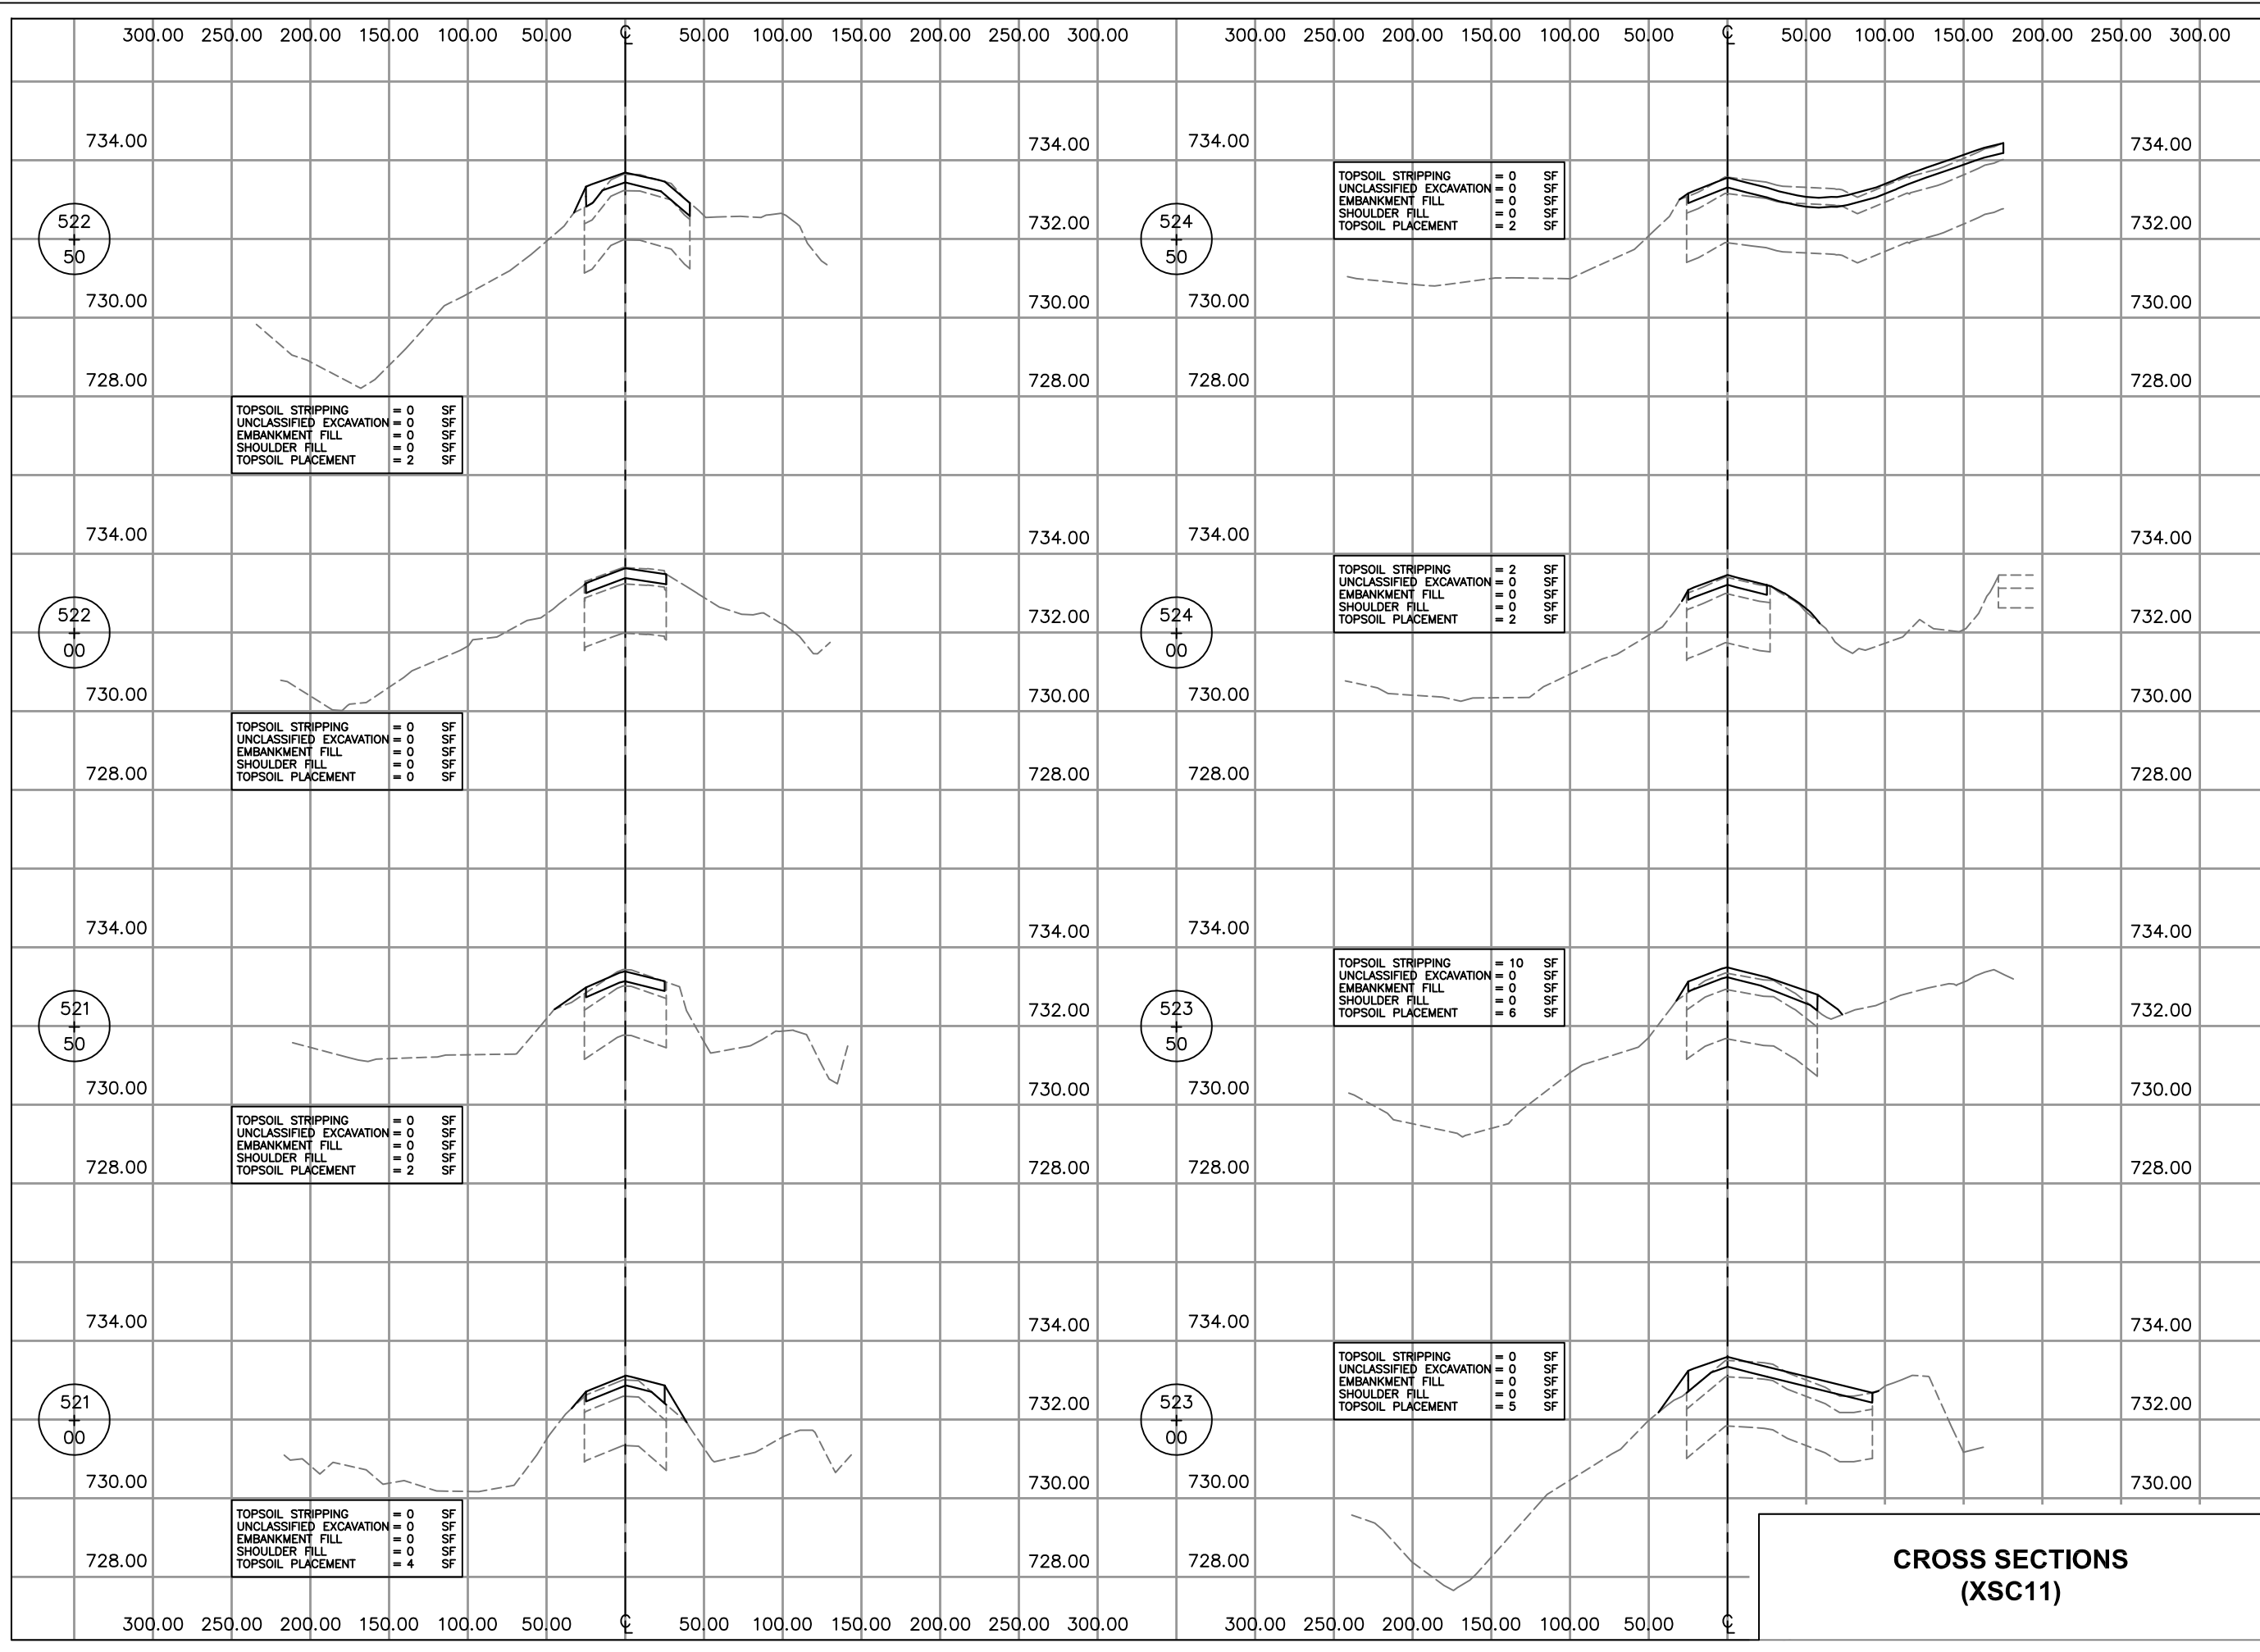 300.00 250.00 200.00 150.00 100.00 50.00 ℄ 50.00 100.00 150.00 200.00 250.00 300.00 300.00 250.00 200.00 150.00 100.00 50.00 ℄ 50.00 100.00 150.00 200.00 250.00 300.00
734.00 734.00 734.00 734.00
TOPSOIL STRIPPING = 0 SF
UNCLASSIFIED EXCAVATION = 0 SF
EMBANKMENT FILL = 0 SF
SHOULDER FILL = 0 SF
TOPSOIL PLACEMENT = 2 SF
522 732.00 732.00 524 732.00 732.00
50 50
730.00 730.00 730.00 730.00
728.00 728.00 728.00 728.00
TOPSOIL STRIPPING = 0 SF
UNCLASSIFIED EXCAVATION = 0 SF
EMBANKMENT FILL = 0 SF
SHOULDER FILL = 0 SF
TOPSOIL PLACEMENT = 2 SF
734.00 734.00 734.00 734.00
TOPSOIL STRIPPING = 2 SF
UNCLASSIFIED EXCAVATION = 0 SF
EMBANKMENT FILL = 0 SF
SHOULDER FILL = 0 SF
TOPSOIL PLACEMENT = 2 SF
522 732.00 732.00 524 732.00 732.00
00 00
730.00 730.00 730.00 730.00
TOPSOIL STRIPPING = 0 SF
UNCLASSIFIED EXCAVATION = 0 SF
EMBANKMENT FILL = 0 SF
SHOULDER FILL = 0 SF
TOPSOIL PLACEMENT = 0 SF
728.00 728.00 728.00 728.00
734.00 734.00 734.00 734.00
TOPSOIL STRIPPING = 10 SF
UNCLASSIFIED EXCAVATION = 0 SF
EMBANKMENT FILL = 0 SF
SHOULDER FILL = 0 SF
TOPSOIL PLACEMENT = 6 SF
521 732.00 732.00 523 732.00 732.00
50 50
730.00 730.00 730.00 730.00
TOPSOIL STRIPPING = 0 SF
UNCLASSIFIED EXCAVATION = 0 SF
EMBANKMENT FILL = 0 SF
SHOULDER FILL = 0 SF
TOPSOIL PLACEMENT = 2 SF
728.00 728.00 728.00 728.00
734.00 734.00 734.00 734.00
TOPSOIL STRIPPING = 0 SF
UNCLASSIFIED EXCAVATION = 0 SF
EMBANKMENT FILL = 0 SF
SHOULDER FILL = 0 SF
TOPSOIL PLACEMENT = 5 SF
521 732.00 732.00 523 732.00 732.00
00 00
730.00 730.00 730.00 730.00
TOPSOIL STRIPPING = 0 SF
UNCLASSIFIED EXCAVATION = 0 SF
EMBANKMENT FILL = 0 SF
SHOULDER FILL = 0 SF
TOPSOIL PLACEMENT = 4 SF
728.00 728.00 728.00
CROSS SECTIONS
(XSC11)
300.00 250.00 200.00 150.00 100.00 50.00 ℄ 50.00 100.00 150.00 200.00 250.00 300.00 300.00 250.00 200.00 150.00 100.00 50.00 ℄